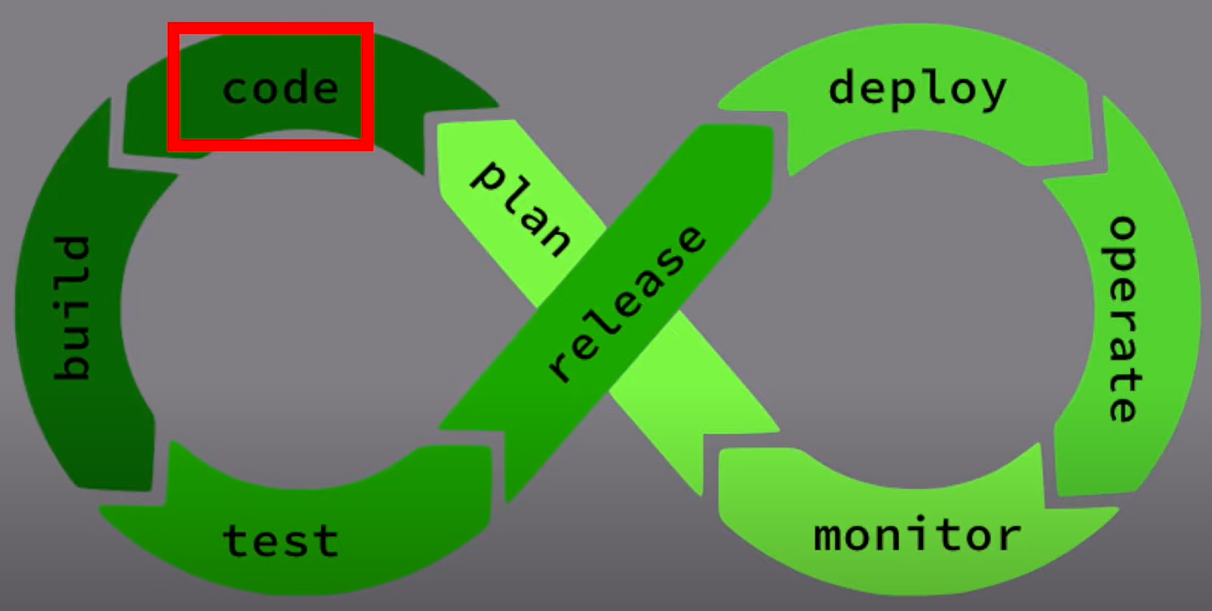 code
deploy
plan
release
build
operate
test
monitor